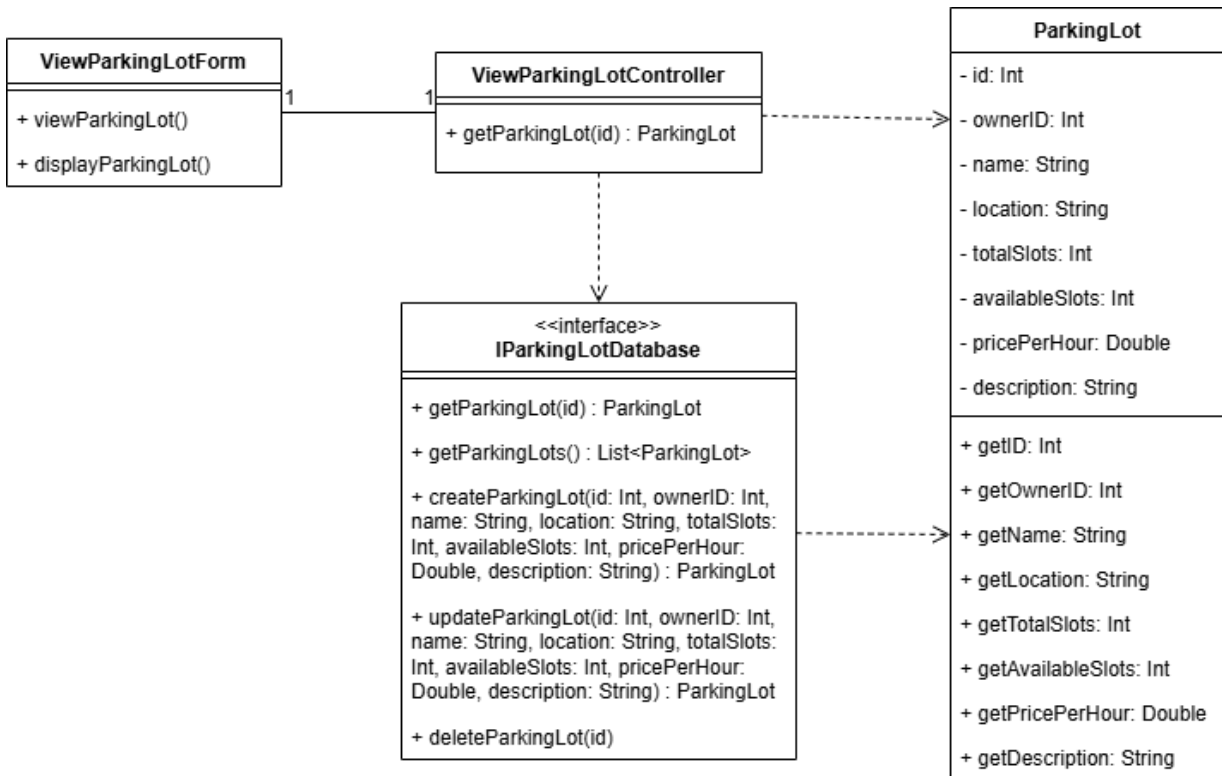 ViewParkingLotForm
+ viewParkingLot()
+ displayParkingLot()
1
1
ViewParkingLotController
+ getParkingLot(id) : ParkingLot
<<interface>>
IParkingLotDatabase
+ getParkingLot(id) : ParkingLot
+ getParkingLots() : List<ParkingLot>
+ createParkingLot(id: Int, ownerID: Int,
name: String, location: String, totalSlots:
Int, availableSlots: Int, pricePerHour:
Double, description: String) : ParkingLot
+ updateParkingLot(id: Int, ownerID: Int,
name: String, location: String, totalSlots:
Int, availableSlots: Int, pricePerHour:
Double, description: String) : ParkingLot
+ deleteParkingLot(id)
ParkingLot
- id: Int
- ownerID: Int
- name: String
- location: String
- totalSlots: Int
- availableSlots: Int
- pricePerHour: Double
- description: String
+ getID: Int
+ getOwnerID: Int
+ getName: String
+ getLocation: String
+ getTotalSlots: Int
+ getAvailableSlots: Int
+ getPricePerHour: Double
+ getDescription: String